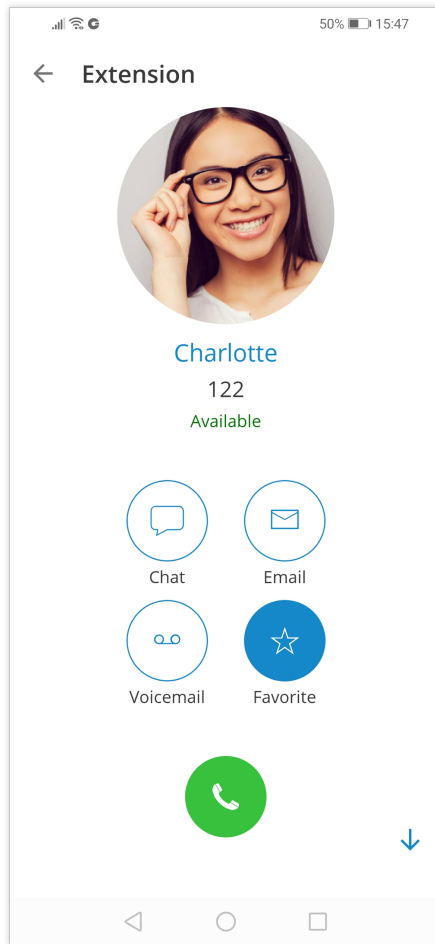 50% 15:47
Extension
Charlotte
122
Available
Chat Email
Voicemail Favorite